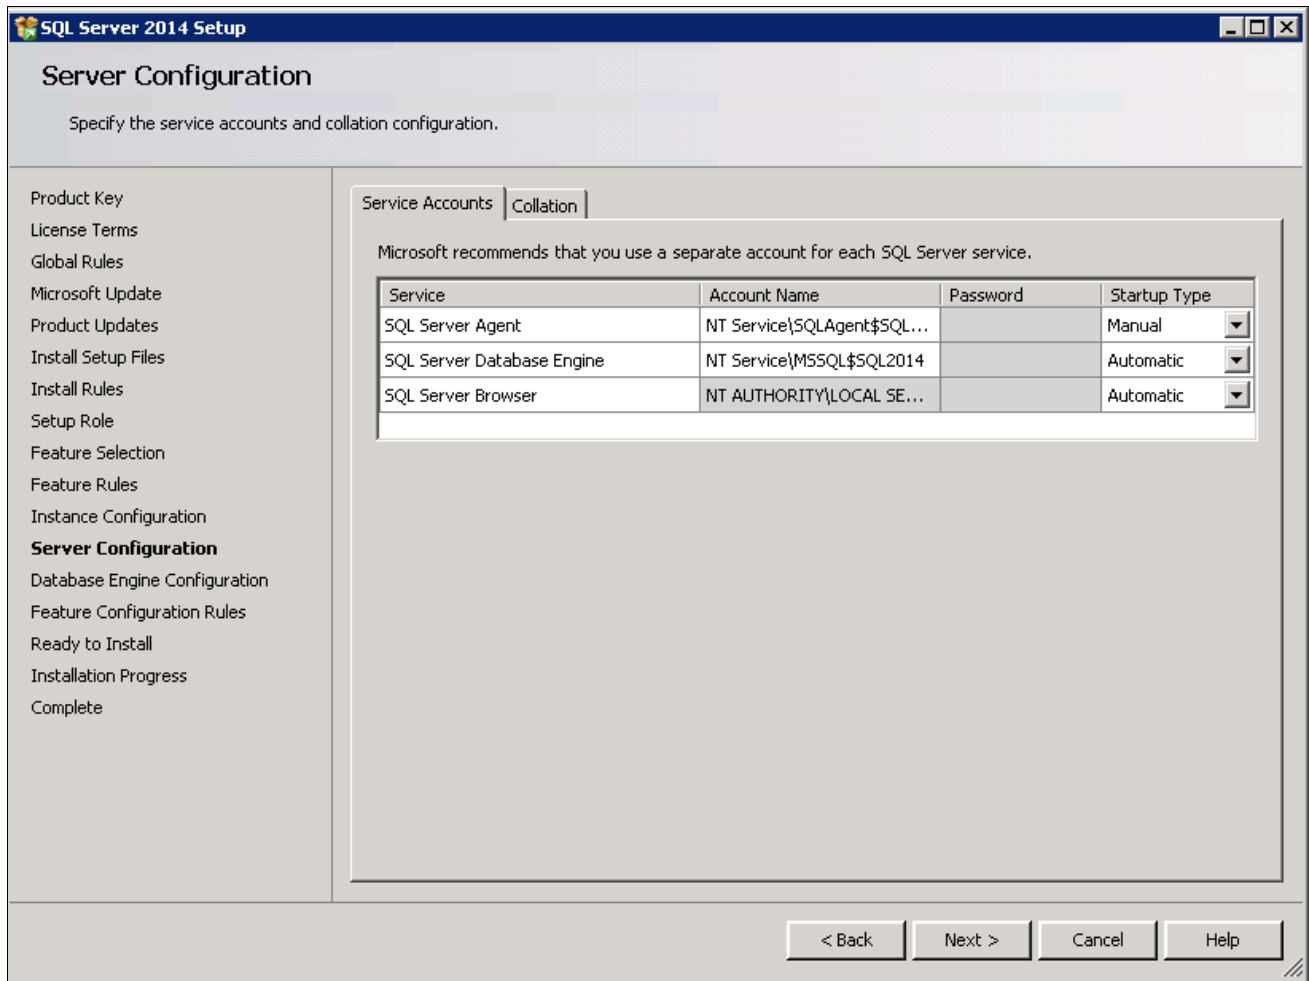 SQL Server 2014 Setup
Server Configuration
Specify the service accounts and collation configuration.
Product Key
License Terms
Global Rules
Microsoft Update
Product Updates
Install Setup Files
Install Rules
Setup Role
Feature Selection
Feature Rules
Instance Configuration
Server Configuration
Database Engine Configuration
Feature Configuration Rules
Ready to Install
Installation Progress
Complete
Service Accounts Collation
Microsoft recommends that you use a separate account for each SQL Server service.
Service Account Name Password Startup Type
SQL Server Agent NT Service\SQLAgent$SQL... Manual
SQL Server Database Engine NT Service\MSSQL$SQL2014 Automatic
SQL Server Browser NT AUTHORITY\LOCAL SE... Automatic
< Back Next > Cancel Help